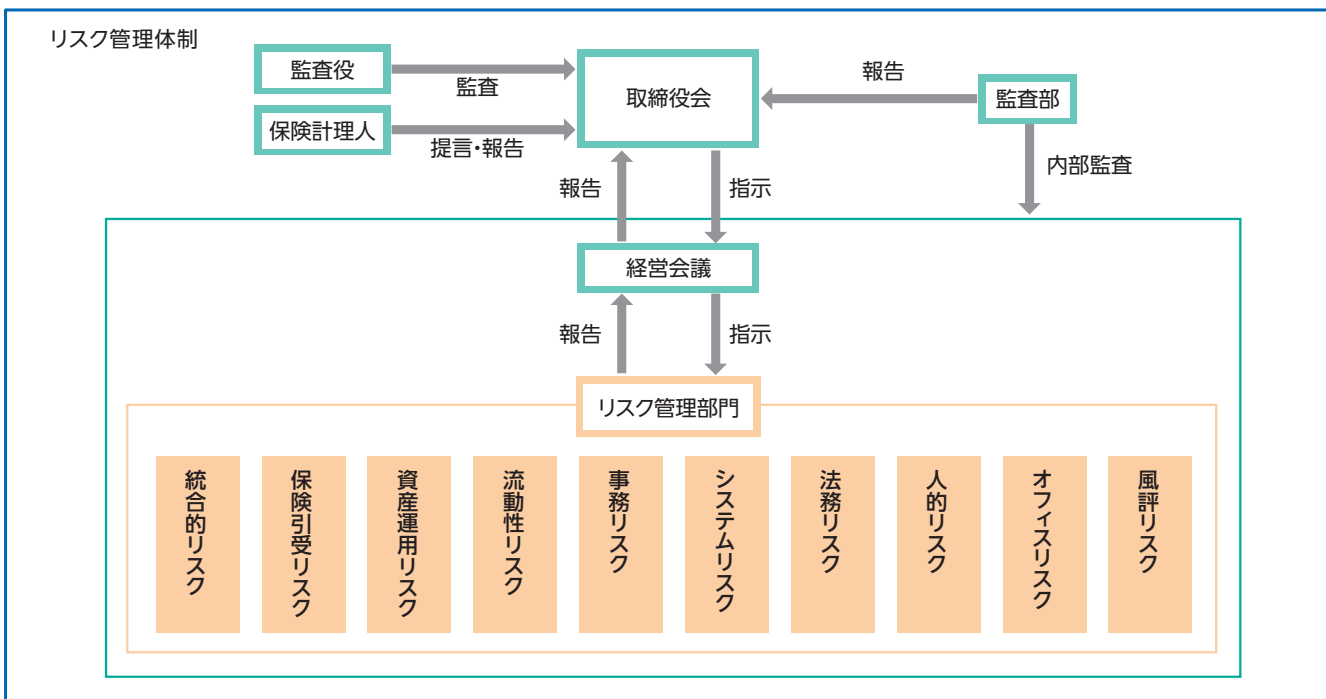 リスク管理体制
監査役
監査
取締役会
報告
監査部
保険計理人
提言・報告
内部監査
報告
指示
経営会議
報告
指示
リスク管理部門
統合的リスク
保険引受リスク
資産運用リスク
流動性リスク
事務リスク
システムリスク
法務リスク
人的リスク
オフィスリスク
風評リスク